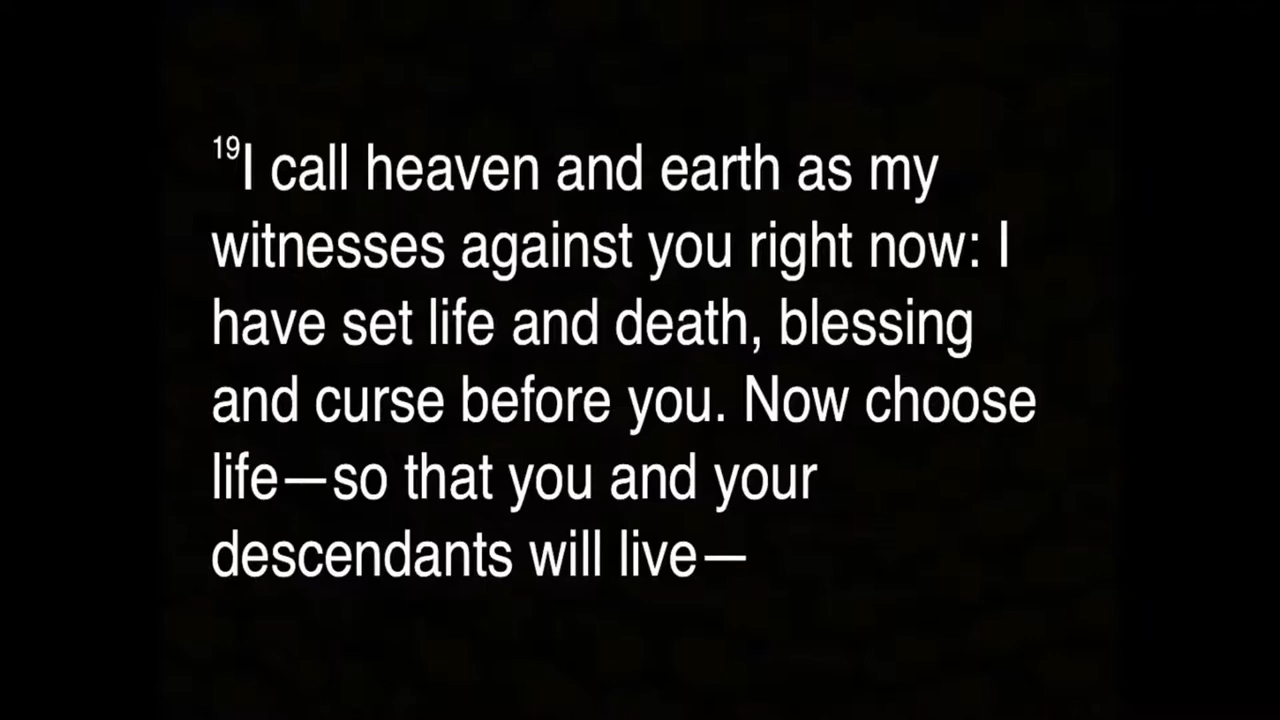 19I call heaven and earth as my
witnesses against you right now: I
have set life and death, blessing
and curse before you. Now choose
life—so that you and your
descendants will live—